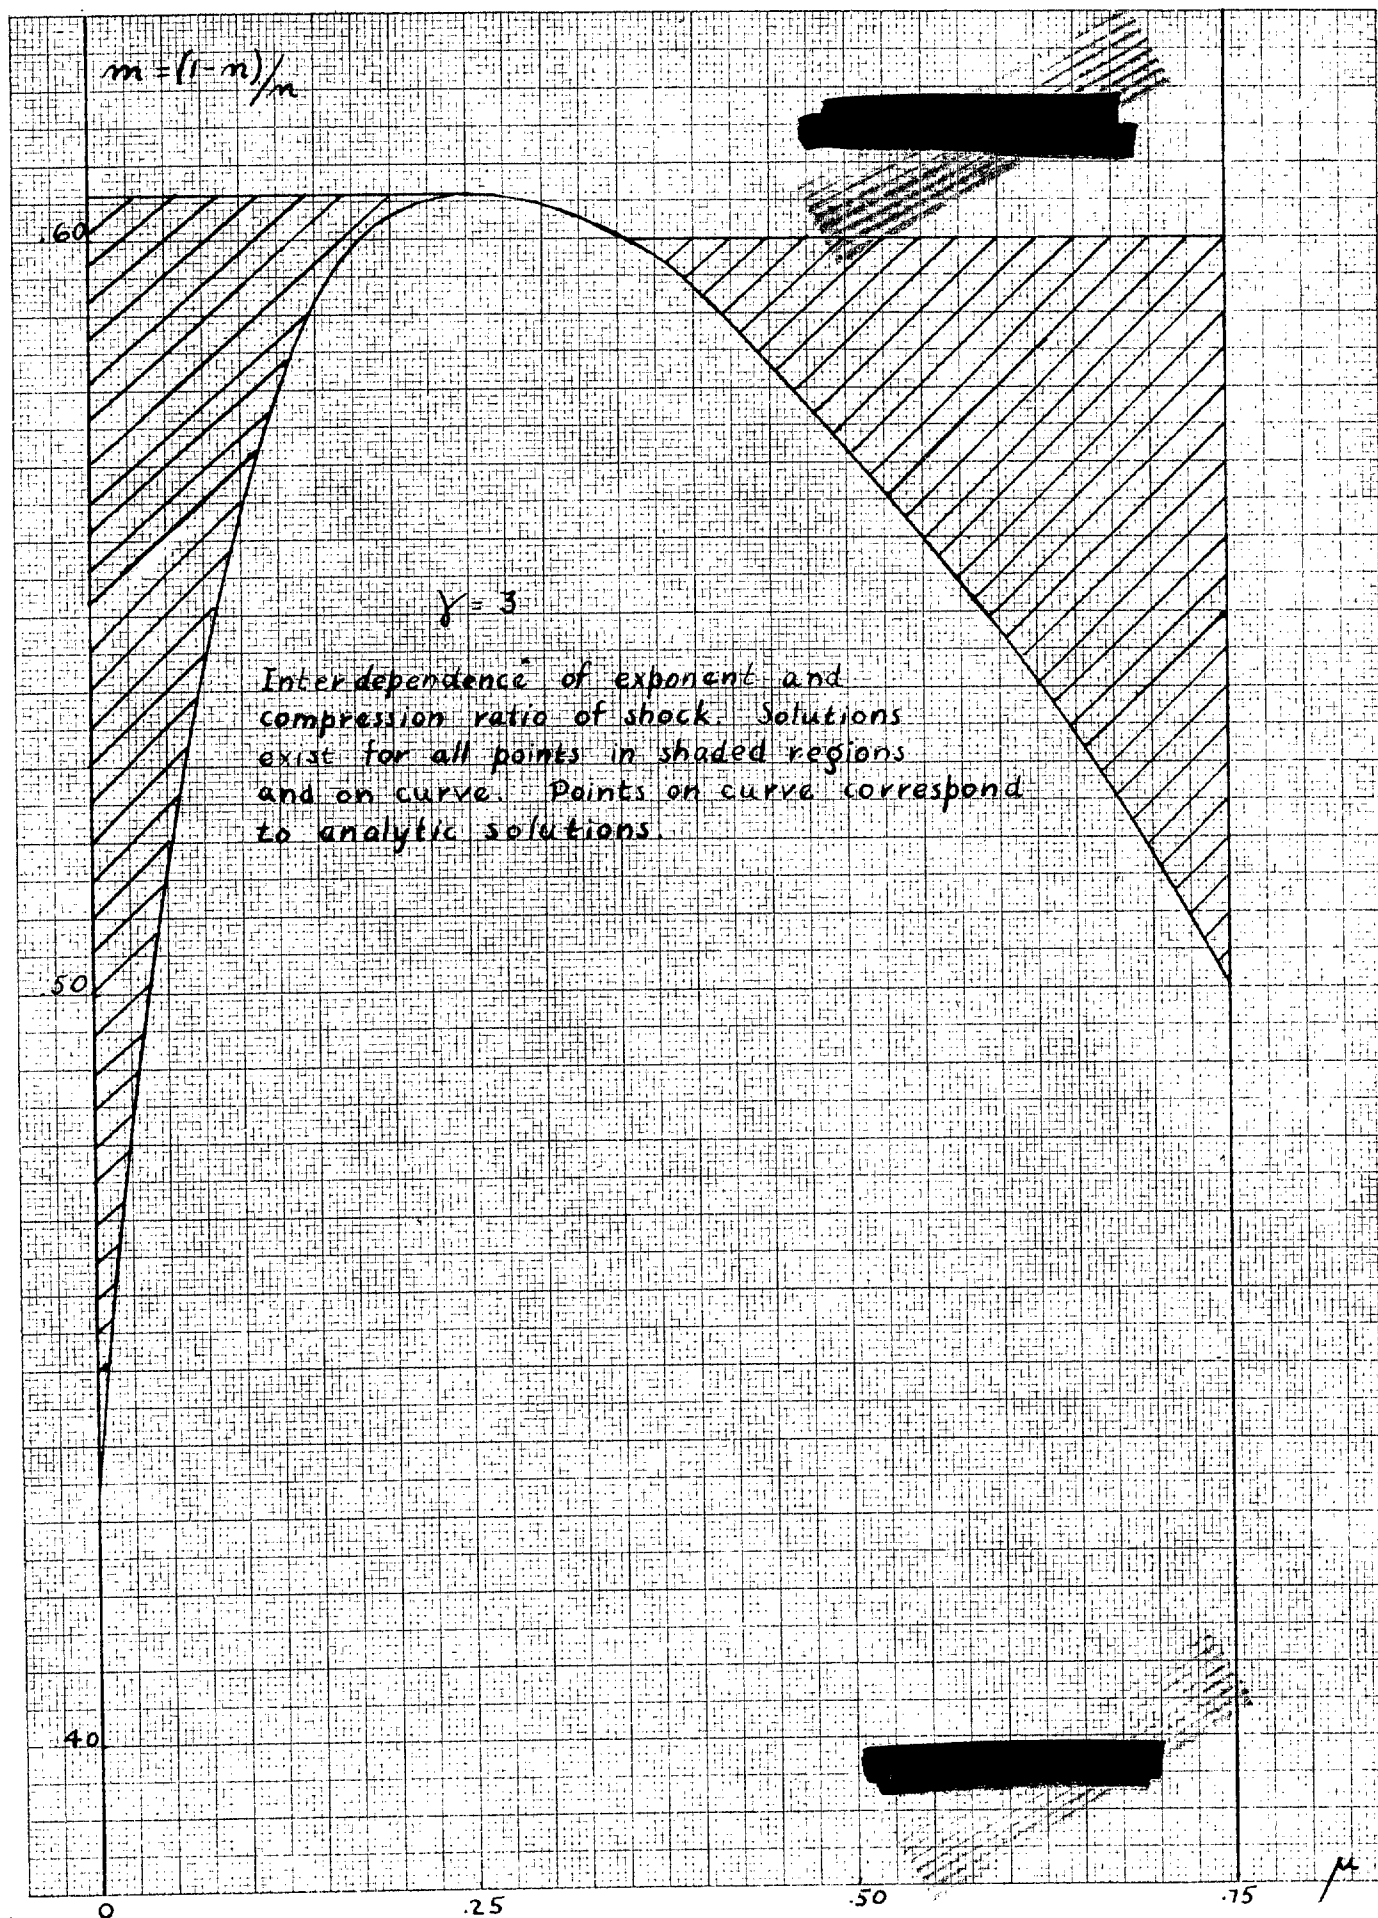 m = (1-n)/n
.60
γ = 3
Interdependence of exponent and
compression ratio of shock. Solutions
exist for all points in shaded regions
and on curve. Points on curve correspond
to analytic solutions.
.50
.40
μ
0 .25 .50 .75